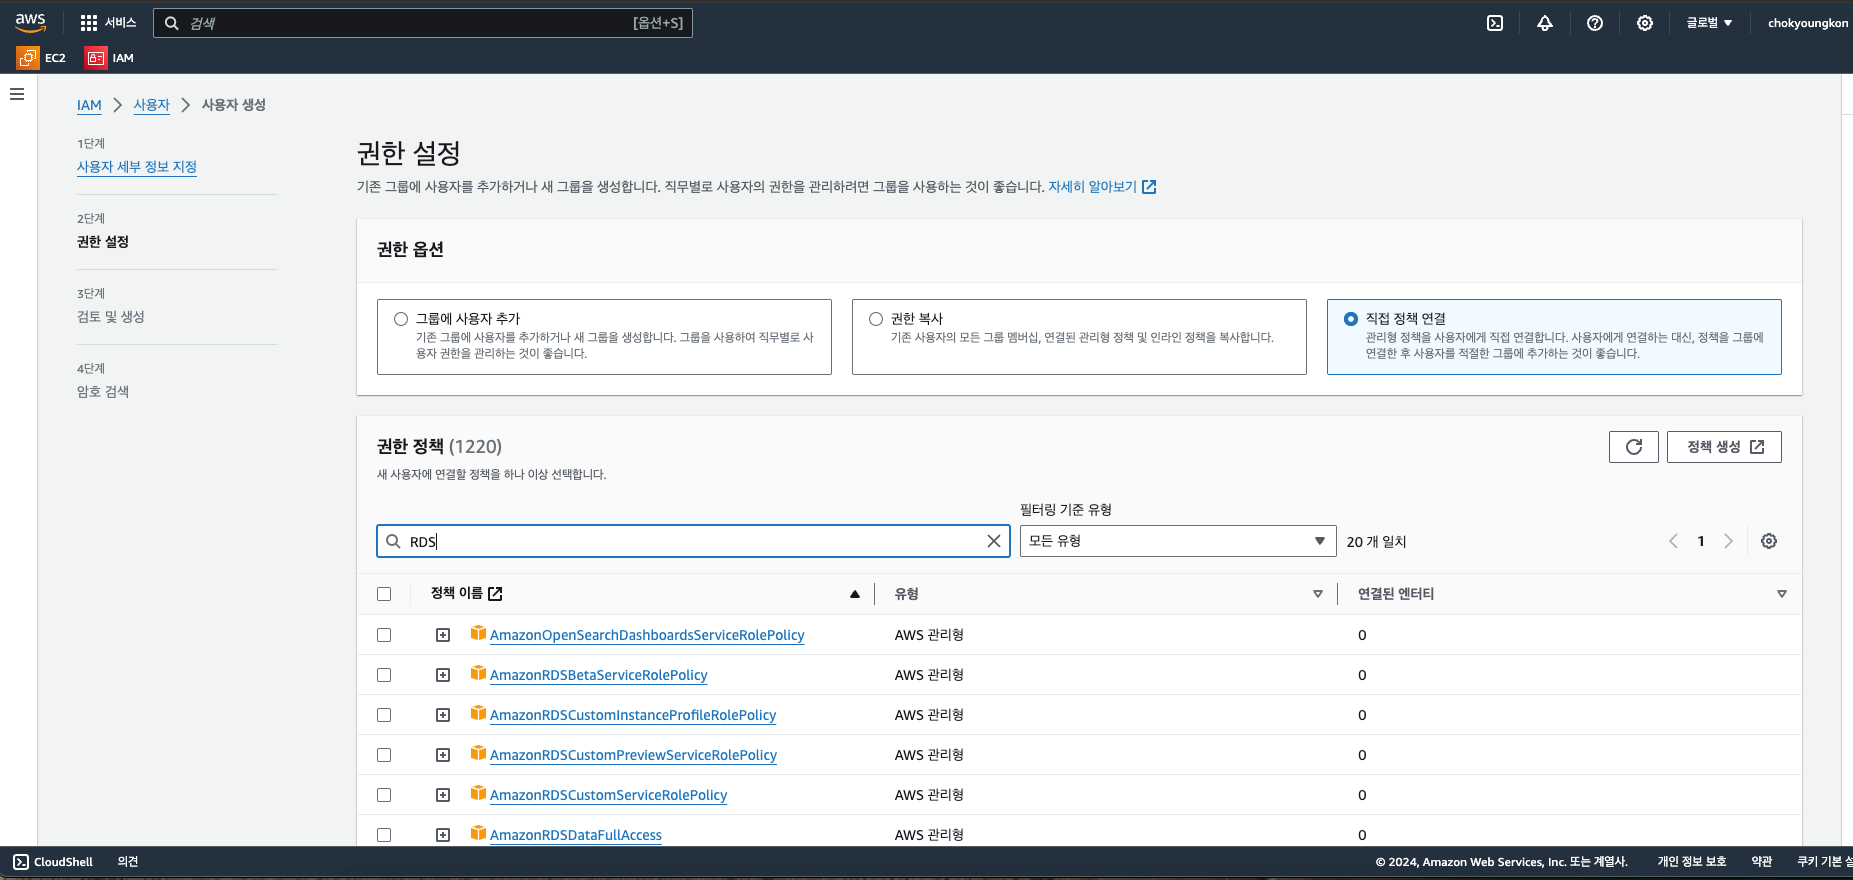 aws
서비스
검색
[옵션+S]
글로벌
chokyoungkon
EC2
IAM
IAM
사용자
사용자 생성
1단계
사용자 세부 정보 지정
2단계
권한 설정
3단계
검토 및 생성
4단계
암호 검색
권한 설정
기존 그룹에 사용자를 추가하거나 새 그룹을 생성합니다. 직무별로 사용자의 권한을 관리하려면 그룹을 사용하는 것이 좋습니다. 자세히 알아보기
권한 옵션
그룹에 사용자 추가
기존 그룹에 사용자를 추가하거나 새 그룹을 생성합니다. 그룹을 사용하여 직무별로 사
용자 권한을 관리하는 것이 좋습니다.
권한 복사
기존 사용자의 모든 그룹 멤버십, 연결된 관리형 정책 및 인라인 정책을 복사합니다.
직접 정책 연결
관리형 정책을 사용자에게 직접 연결합니다. 사용자에게 연결하는 대신, 정책을 그룹에
연결한 후 사용자를 적절한 그룹에 추가하는 것이 좋습니다.
권한 정책 (1220)
새 사용자에 연결할 정책을 하나 이상 선택합니다.
정책 생성
필터링 기준 유형
RDS
모든 유형
20 개 일치
1
정책 이름
유형
연결된 엔터티
AmazonOpenSearchDashboardsServiceRolePolicy
AWS 관리형
0
AmazonRDSBetaServiceRolePolicy
AWS 관리형
0
AmazonRDSCustomInstanceProfileRolePolicy
AWS 관리형
0
AmazonRDSCustomPreviewServiceRolePolicy
AWS 관리형
0
AmazonRDSCustomServiceRolePolicy
AWS 관리형
0
AmazonRDSDataFullAccess
AWS 관리형
0
CloudShell
의견
© 2024, Amazon Web Services, Inc. 또는 계열사.
개인 정보 보호
약관
쿠키 기본